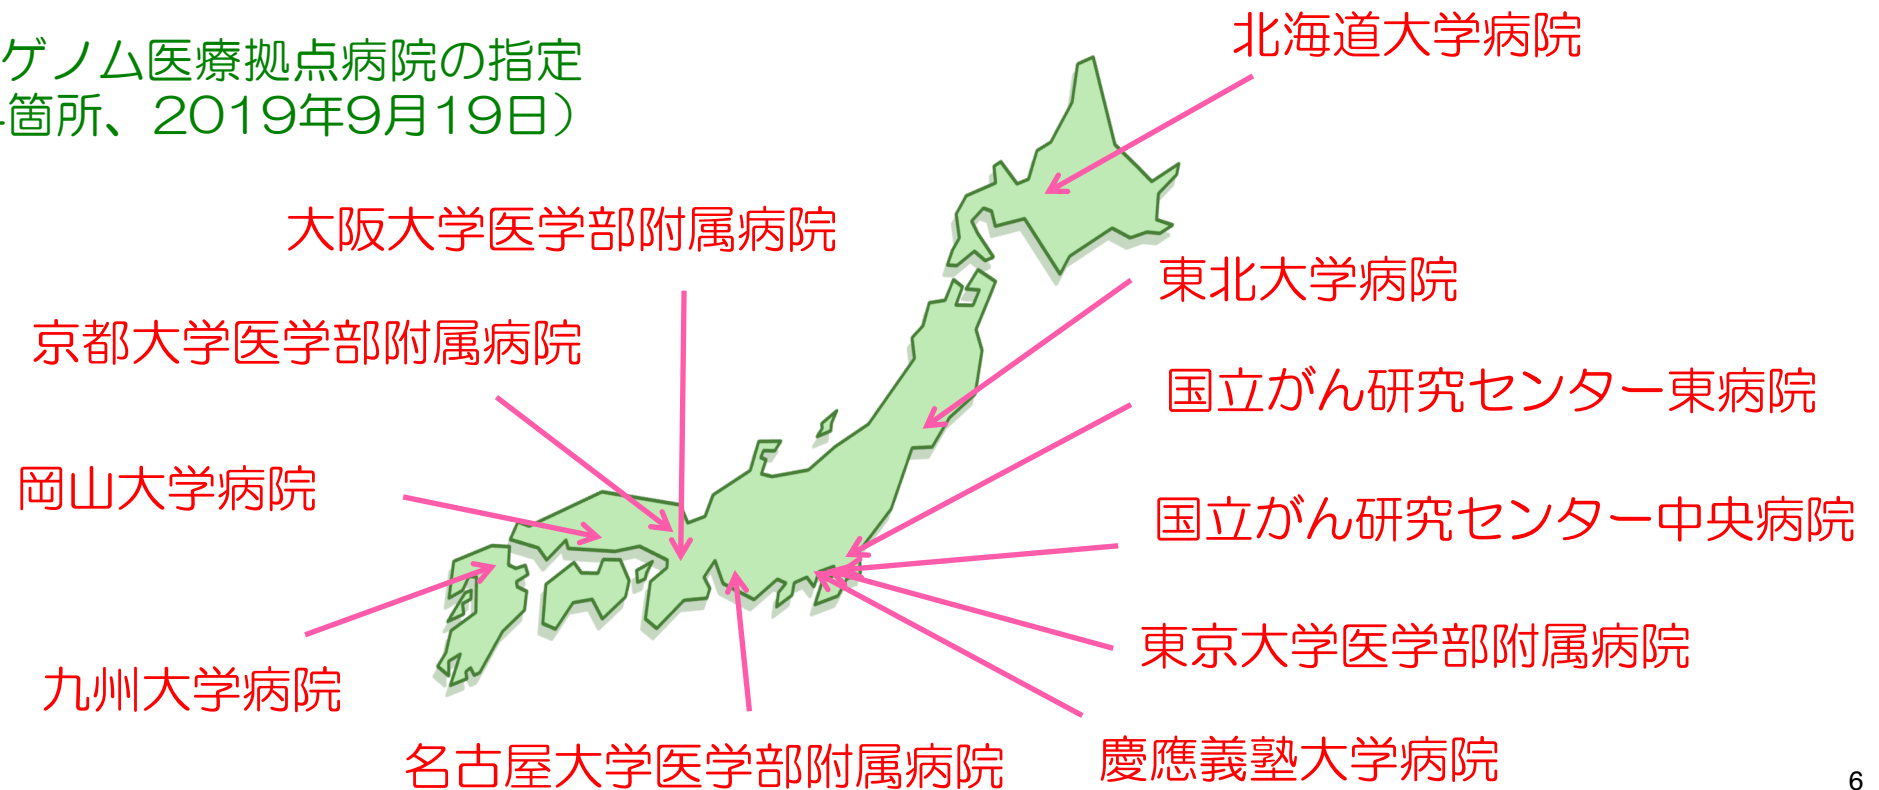 ゲノム医療拠点病院の指定
箇所、2019年9月19日）
北海道大学病院
大阪大学医学部附属病院
東北大学病院
京都大学医学部附属病院
国立がん研究センター東病院
岡山大学病院
国立がん研究センター中央病院
東京大学医学部附属病院
九州大学病院
名古屋大学医学部附属病院
慶應義塾大学病院
6